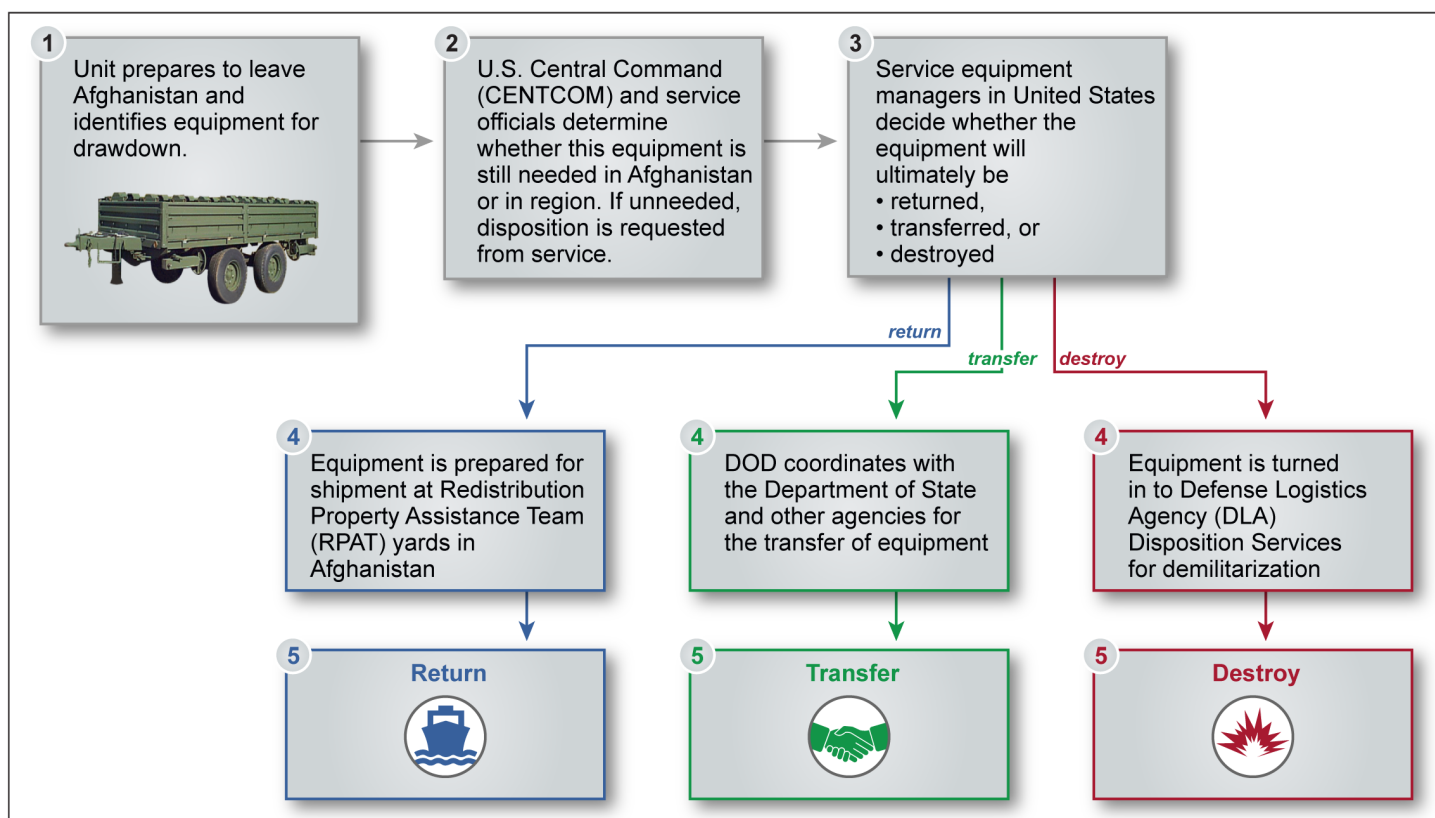 1
Unit prepares to leave
Afghanistan and
identifies equipment for
drawdown.
2
U.S. Central Command
(CENTCOM) and service
officials determine
whether this equipment is
still needed in Afghanistan
or in region. If unneeded,
disposition is requested
from service.
3
Service equipment
managers in United States
decide whether the
equipment will
ultimately be
• returned,
• transferred, or
• destroyed
return
transfer
destroy
4
Equipment is prepared for
shipment at Redistribution
Property Assistance Team
(RPAT) yards in
Afghanistan
4
DOD coordinates with
the Department of State
and other agencies for
the transfer of equipment
4
Equipment is turned
in to Defense Logistics
Agency (DLA)
Disposition Services
for demilitarization
5
Return
5
Transfer
5
Destroy